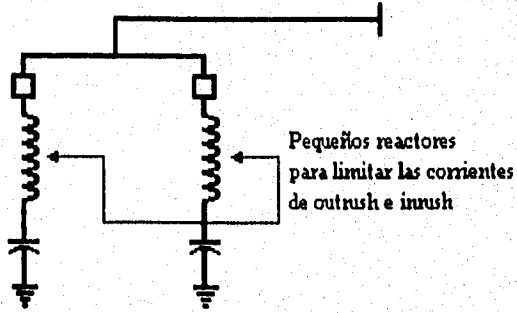 Pequeños reactores
para limitar las corrientes
de outrush e inrush